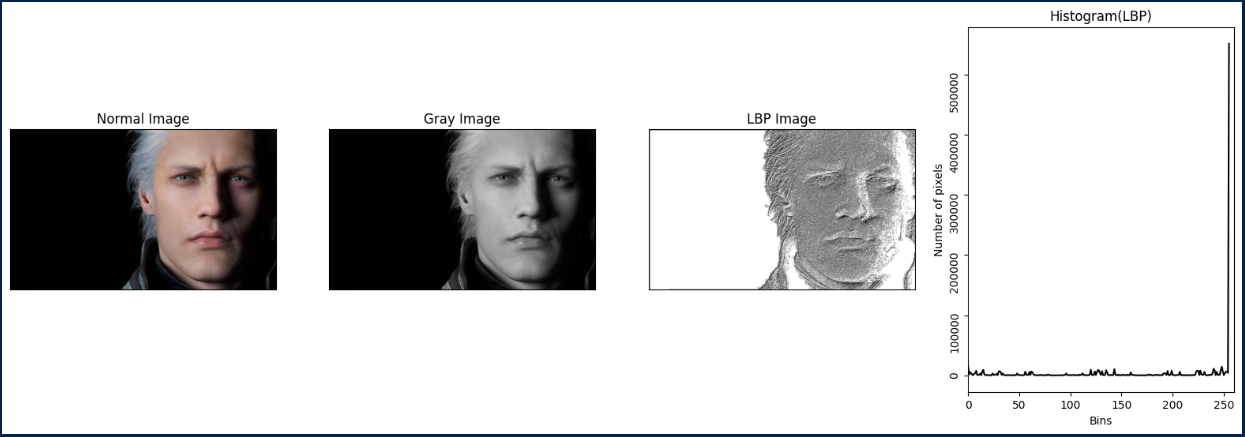 Normal Image
Gray Image
LBP Image
Histogram(LBP)
Number of pixels
500000
400000
300000
200000
100000
0
0 50 100 150 200 250
Bins